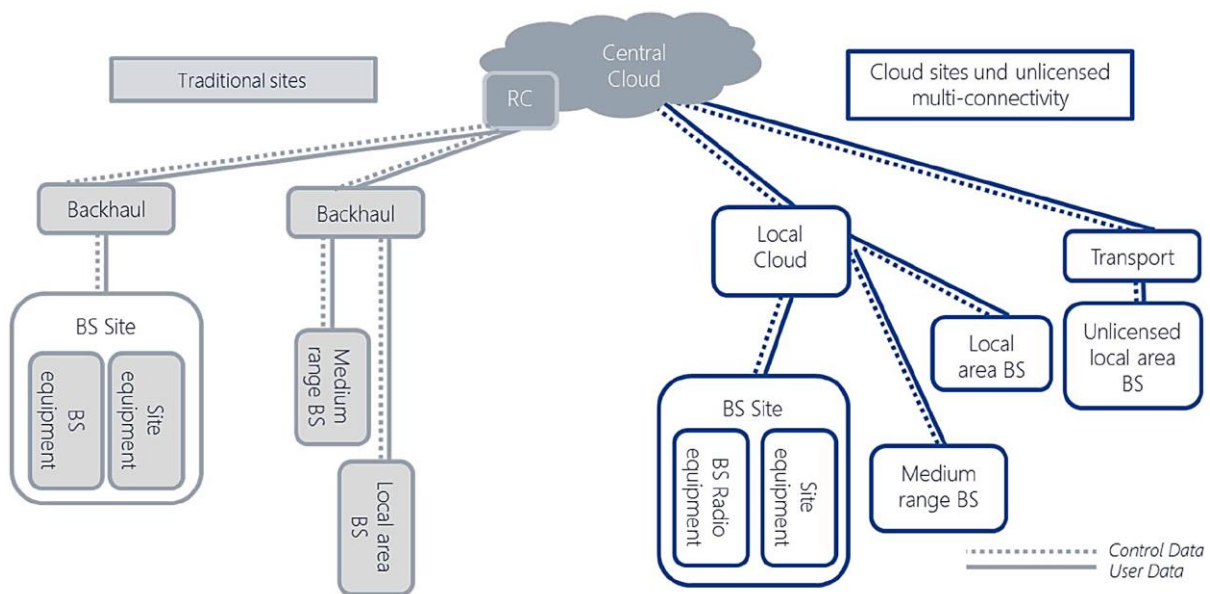 Central
Cloud
RC
Traditional sites
Cloud sites und unlicensed
multi-connectivity
Backhaul
Backhaul
Local
Cloud
Transport
BS Site
BS
equipment
Site
equipment
Medium
range BS
Local area
BS
BS Site
BS Radio
equipment
Site
equipment
Medium
range BS
Local
area BS
Unlicensed
local area
BS
Control Data
User Data